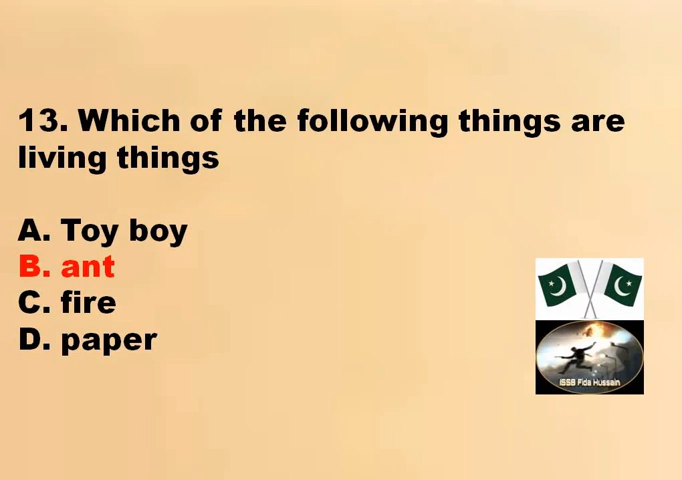 13. Which of the following things are
living things
A. Toy boy
B. ant
C. fire
D. paper
ISSB Fida Hussain